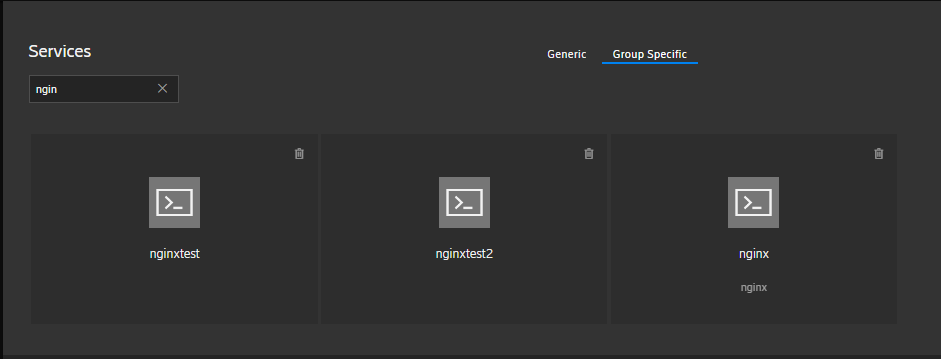 Services
Generic
Group Specific
ngin
nginxtest
nginxtest2
nginx
nginx